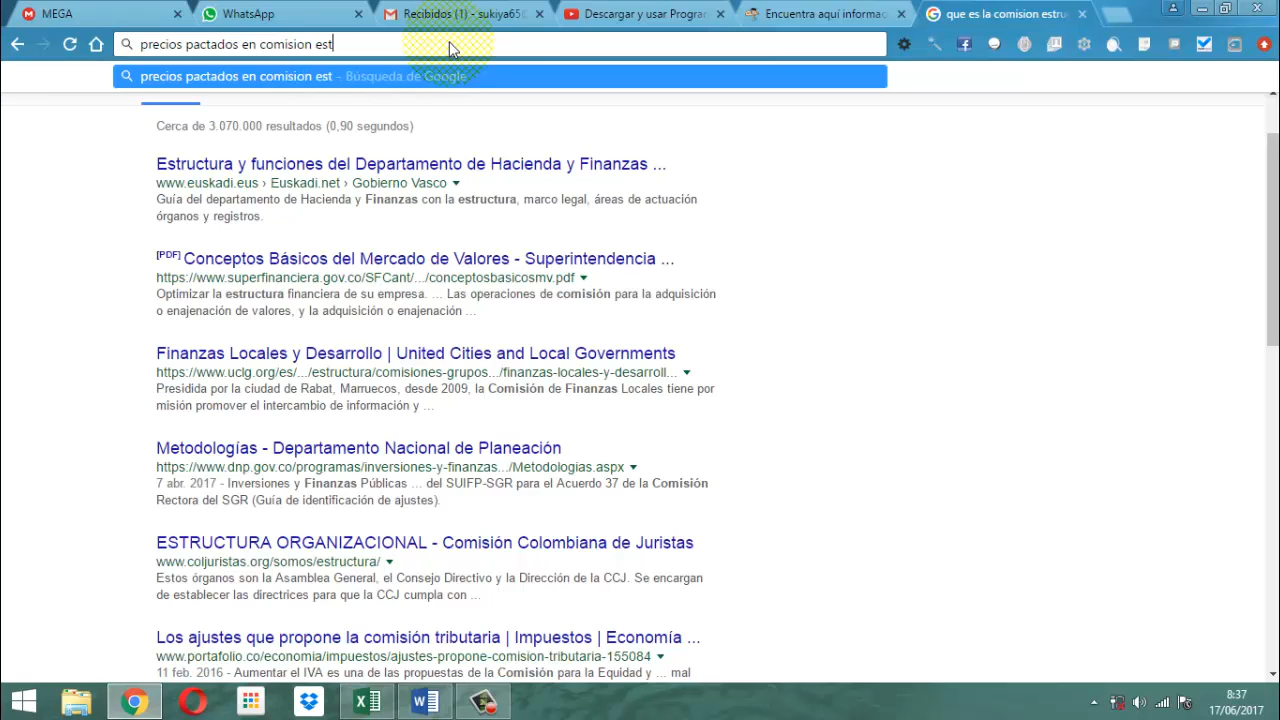 MEGA
WhatsApp
Recibidos (1) - sukiya65@
Descargar y usar Progran
Encuentra aquí informac
que es la comision estru
precios pactados en comision est
precios pactados en comision est - Búsqueda de Google
Cerca de 3.070.000 resultados (0,90 segundos)
Estructura y funciones del Departamento de Hacienda y Finanzas ...
www.euskadi.eus › Euskadi.net › Gobierno Vasco
Guía del departamento de Hacienda y Finanzas con la estructura, marco legal, áreas de actuación
órganos y registros.
[PDF] Conceptos Básicos del Mercado de Valores - Superintendencia ...
https://www.superfinanciera.gov.co/SFCant/.../conceptosbasicosmv.pdf
Optimizar la estructura financiera de su empresa. ... Las operaciones de comisión para la adquisición
o enajenación de valores, y la adquisición o enajenación ...
Finanzas Locales y Desarrollo | United Cities and Local Governments
https://www.uclg.org/es/.../estructura/comisiones-grupos.../finanzas-locales-y-desarroll...
Presidida por la ciudad de Rabat, Marruecos, desde 2009, la Comisión de Finanzas Locales tiene por
misión promover el intercambio de información y ...
Metodologías - Departamento Nacional de Planeación
https://www.dnp.gov.co/programas/inversiones-y-finanzas.../Metodologias.aspx
7 abr. 2017 - Inversiones y Finanzas Públicas ... del SUIFP-SGR para el Acuerdo 37 de la Comisión
Rectora del SGR (Guía de identificación de ajustes).
ESTRUCTURA ORGANIZACIONAL - Comisión Colombiana de Juristas
www.coljuristas.org/somos/estructura/
Estos órganos son la Asamblea General, el Consejo Directivo y la Dirección de la CCJ. Se encargan
de establecer las directrices para que la CCJ cumpla con ...
Los ajustes que propone la comisión tributaria | Impuestos | Economía ...
www.portafolio.co/economia/impuestos/ajustes-propone-comision-tributaria-155084
11 feb. 2016 - Aumentar el IVA es una de las propuestas de la Comisión para la Equidad y ... mal
8:37
17/06/2017